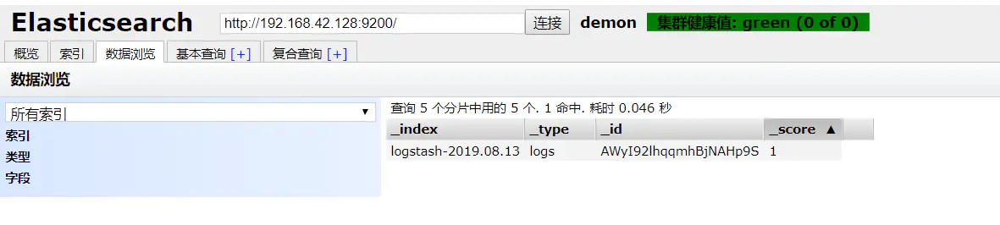 Elasticsearch http://192.168.42.128:9200/ 连接 demon 集群健康值: green (0 of 0)
概览 索引 数据浏览 基本查询 [+] 复合查询 [+]
数据浏览
所有索引
索引
类型
字段
查询 5 个分片中用的 5 个. 1 命中. 耗时 0.046 秒
_index _type _id _score ▲
logstash-2019.08.13 logs AWyI92lhqqmhBjNAHp9S 1